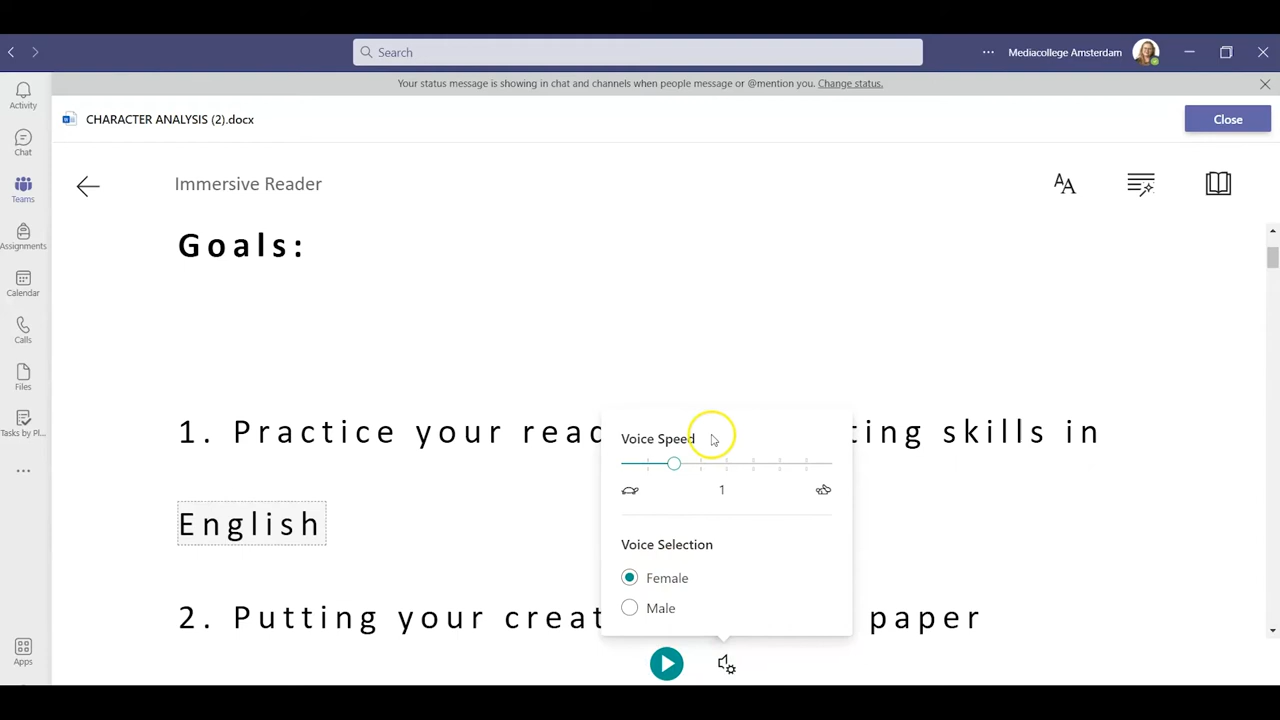 Search
Mediacollege Amsterdam
Your status message is showing in chat and channels when people message or @mention you. Change status.
Activity
Chat
Teams
Assignments
Calendar
Calls
Files
Tasks by Pl...
Apps
CHARACTER ANALYSIS (2).docx
Close
Immersive Reader
AA
Goals:
1. Practice your read ting skills in
English
2. Putting your creat paper
Voice Speed
1
Voice Selection
Female
Male